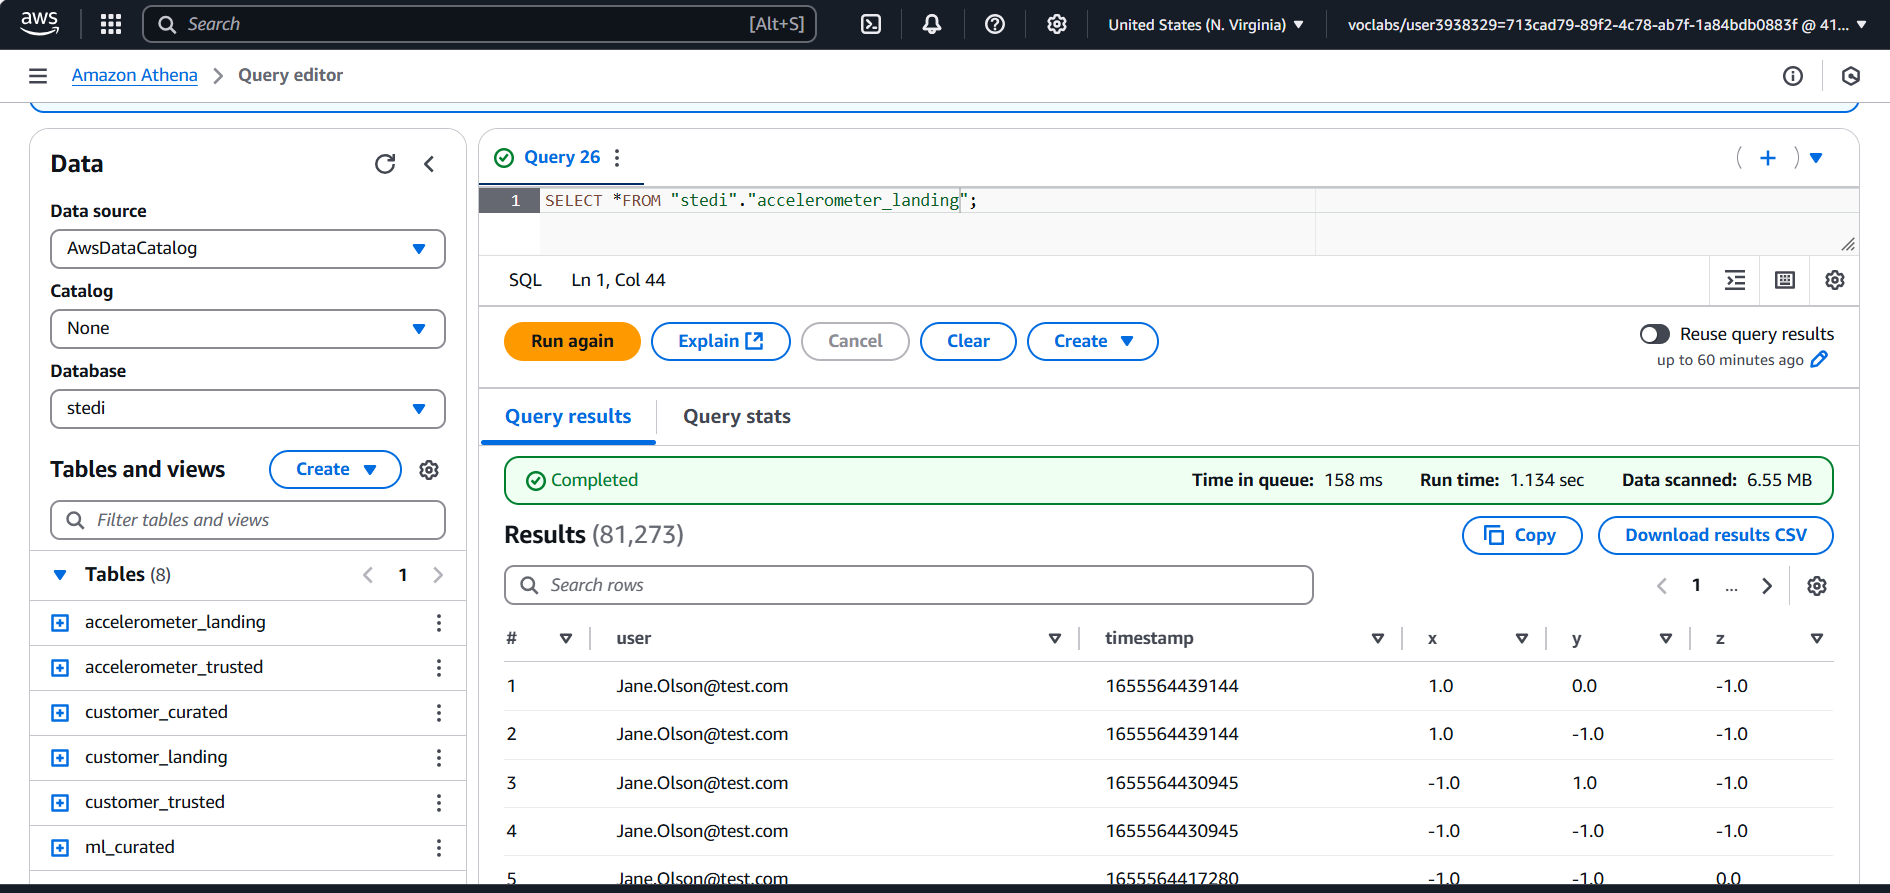 aws
Search [Alt+S]
United States (N. Virginia)
voclabs/user3938329=713cad79-89f2-4c78-ab7f-1a84bdb0883f @ 41...
Amazon Athena > Query editor
Data
Data source
AwsDataCatalog
Catalog
None
Database
stedi
Tables and views
Create
Filter tables and views
Tables (8)
1
accelerometer_landing
accelerometer_trusted
customer_curated
customer_landing
customer_trusted
ml_curated
Query 26
1 SELECT *FROM "stedi"."accelerometer_landing";
SQL Ln 1, Col 44
Run again Explain Cancel Clear Create
Reuse query results
up to 60 minutes ago
Query results Query stats
Completed Time in queue: 158 ms Run time: 1.134 sec Data scanned: 6.55 MB
Results (81,273) Copy Download results CSV
Search rows 1 ...
# user timestamp x y z
1 Jane.Olson@test.com 1655564439144 1.0 0.0 -1.0
2 Jane.Olson@test.com 1655564439144 1.0 -1.0 -1.0
3 Jane.Olson@test.com 1655564430945 -1.0 1.0 -1.0
4 Jane.Olson@test.com 1655564430945 -1.0 -1.0 -1.0
5 Jane.Olson@test.com 1655564417280 -1.0 -1.0 0.0